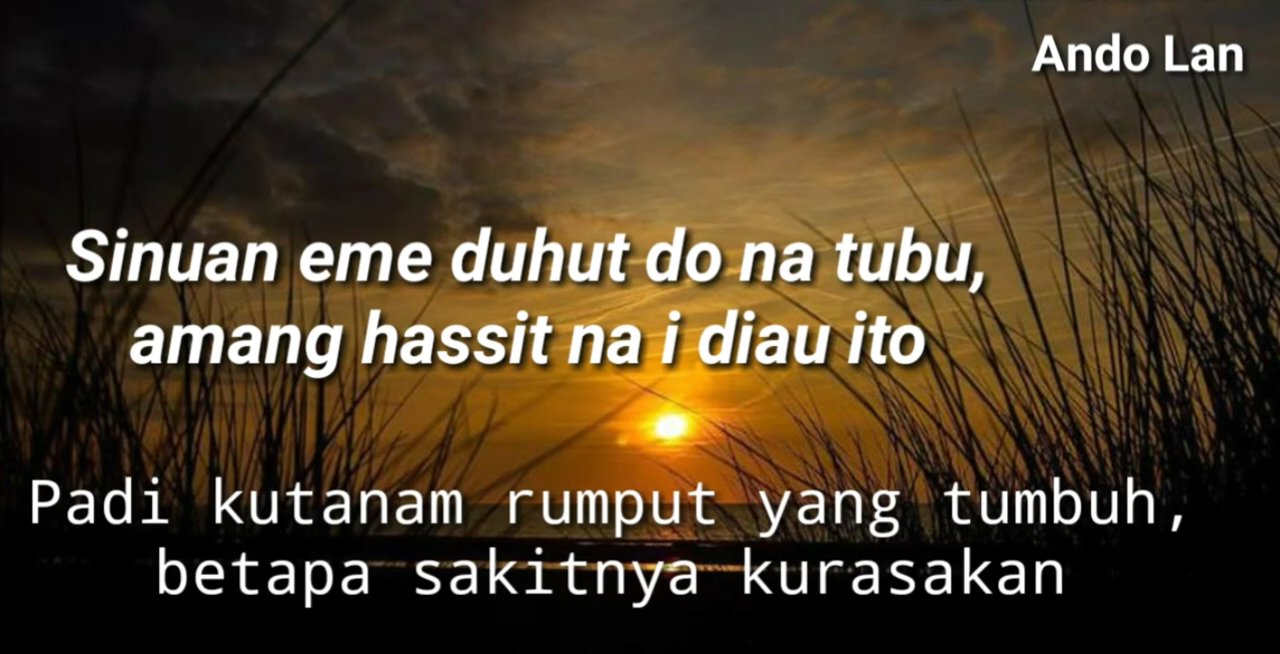 Ando Lan
Sinuan eme duhut do na tubu,
amang hassit na i diau ito
Padi kutanam rumput yang tumbuh,
betapa sakitnya kurasakan